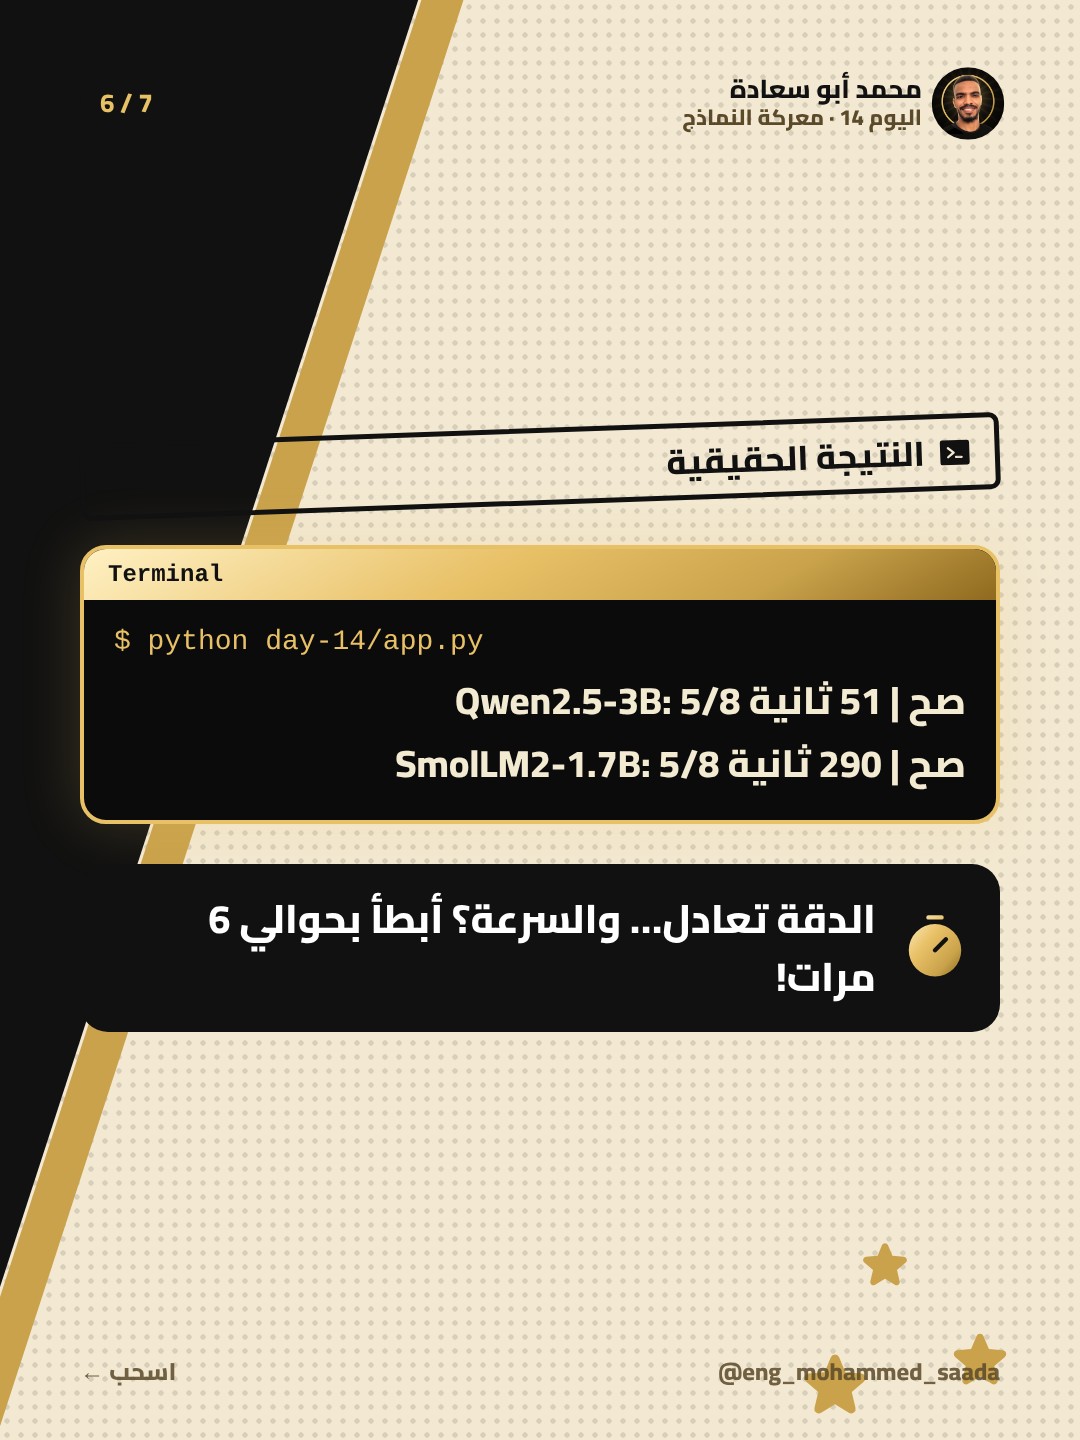 محمد أبو سعادة
اليوم 14 · معركة النماذج
6 / 7
النتيجة الحقيقية
Terminal
$ python day-14/app.py
Qwen2.5-3B: 5/8 صح | 51 ثانية
SmolLM2-1.7B: 5/8 صح | 290 ثانية
الدقة تعادل... والسرعة؟ أبطأ بحوالي 6
مرات!
@eng_mohammed_saada
اسحب ←